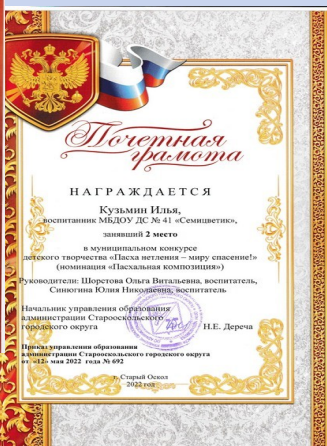 Почетная
грамота
НАГРАЖДАЕТСЯ
Кузьмин Илья,
воспитанник МБДОУ ДС № 41 «Семицветик»,
занявший 2 место
в муниципальном конкурсе
детского творчества «Пасха нетления – миру спасение!»
(номинация «Пасхальная композиция»)
Руководители: Шорстова Ольга Витальевна, воспитатель,
Синюгина Юлия Николаевна, воспитатель
Начальник управления образования
администрации Старооскольского
городского округа Н.Е. Дереча
Приказ управления образования
администрации Старооскольского городского округа
от «12» мая 2022 года № 692
г. Старый Оскол
2022 год